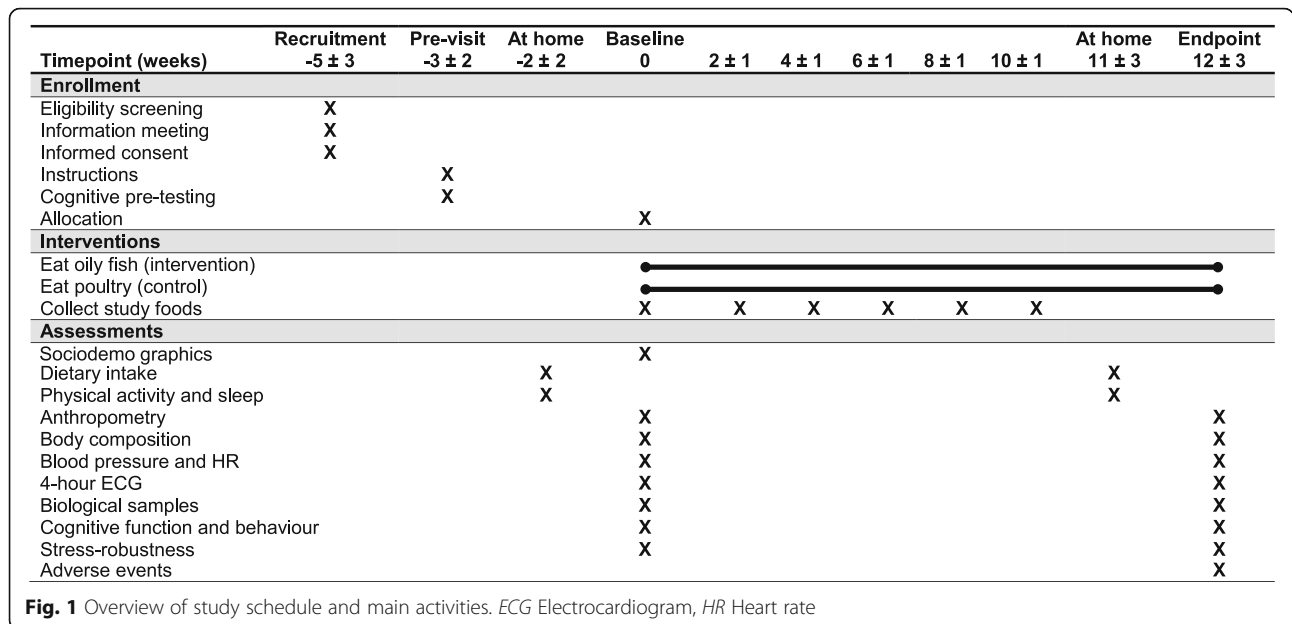 Recruitment Pre-visit At home Baseline At home Endpoint
Timepoint (weeks) -5 ± 3 -3 ± 2 -2 ± 2 0 2 ± 1 4 ± 1 6 ± 1 8 ± 1 10 ± 1 11 ± 3 12 ± 3
Enrollment
Eligibility screening X
Information meeting X
Informed consent X
Instructions X
Cognitive pre-testing X
Allocation X
Interventions
Eat oily fish (intervention)
Eat poultry (control)
Collect study foods X X X X X X
Assessments
Sociodemo graphics X
Dietary intake X X
Physical activity and sleep X X
Anthropometry X X
Body composition X X
Blood pressure and HR X X
4-hour ECG X X
Biological samples X X
Cognitive function and behaviour X X
Stress-robustness X X
Adverse events X
Fig. 1 Overview of study schedule and main activities. ECG Electrocardiogram, HR Heart rate